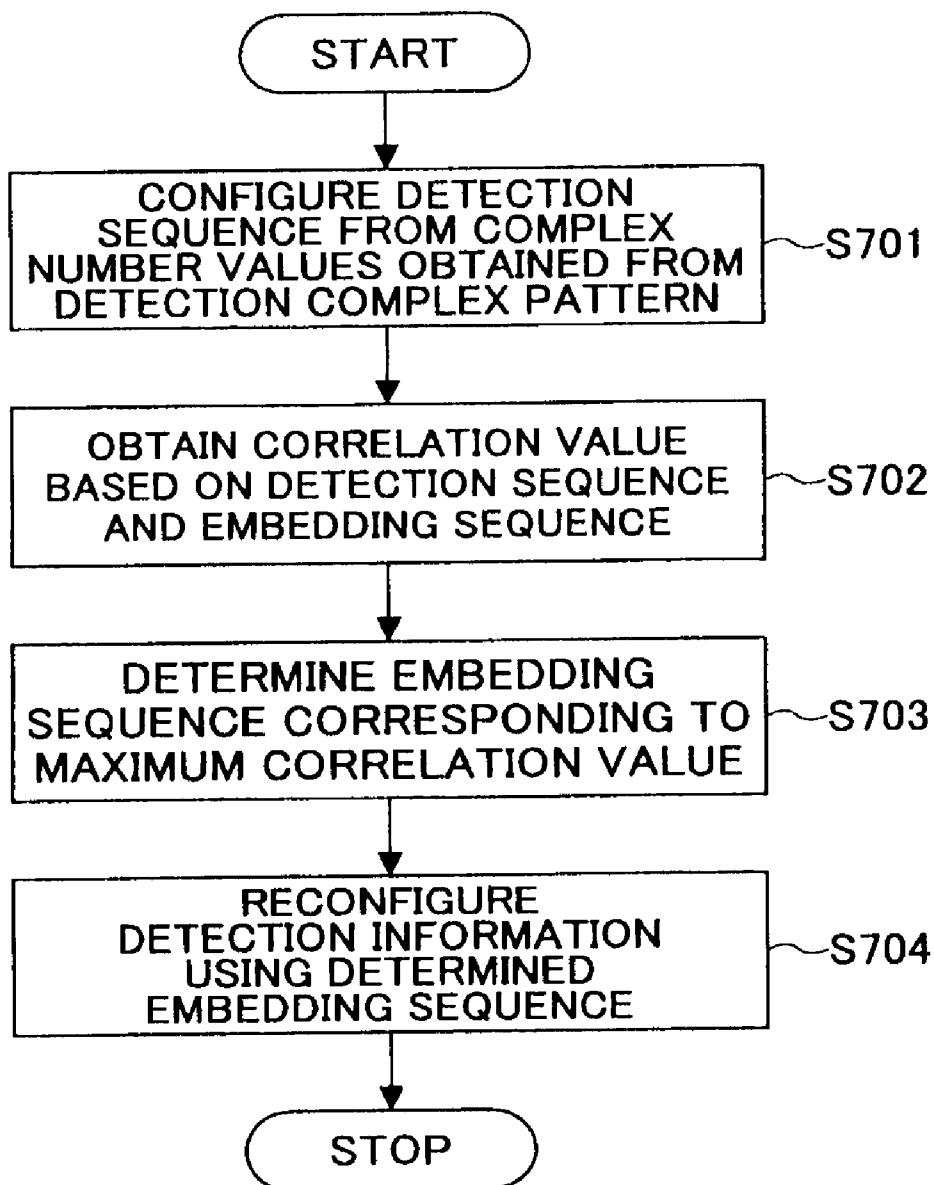 START
CONFIGURE DETECTION
SEQUENCE FROM COMPLEX
NUMBER VALUES OBTAINED FROM
DETECTION COMPLEX PATTERN
S701
OBTAIN CORRELATION VALUE
BASED ON DETECTION SEQUENCE
AND EMBEDDING SEQUENCE
S702
DETERMINE EMBEDDING
SEQUENCE CORRESPONDING TO
MAXIMUM CORRELATION VALUE
S703
RECONFIGURE
DETECTION INFORMATION
USING DETERMINED
EMBEDDING SEQUENCE
S704
STOP